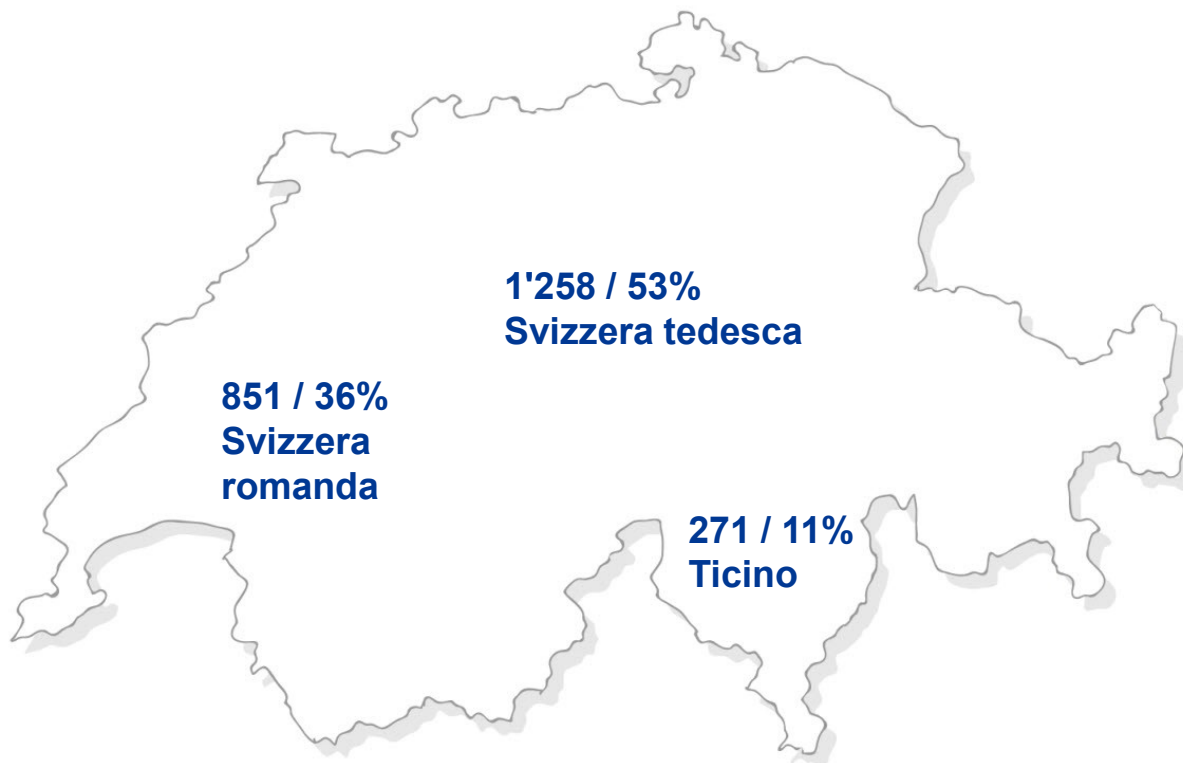 1'258 / 53%
Svizzera tedesca
851 / 36%
Svizzera
romanda
271 / 11%
Ticino